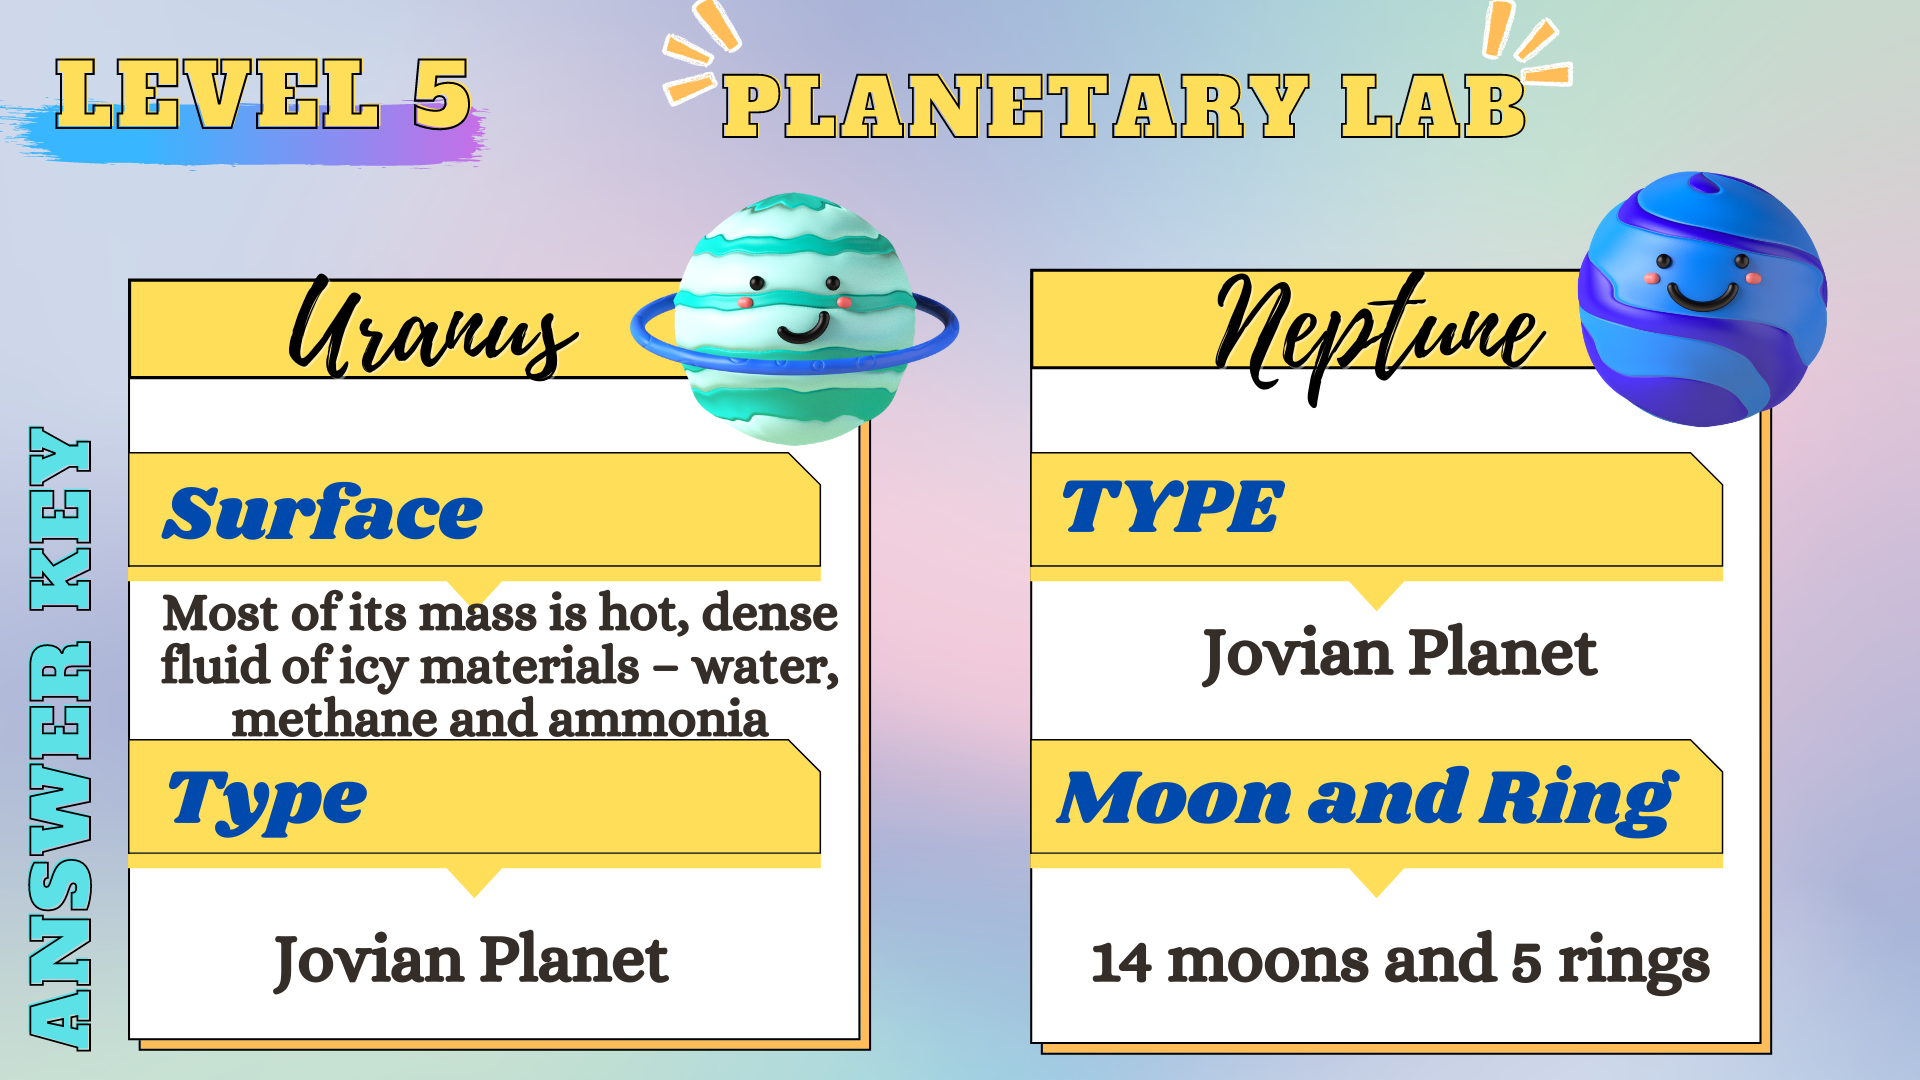 LEVEL 5
PLANETARY LAB
ANSWER KEY
Uranus
Surface
Most of its mass is hot, dense
fluid of icy materials – water,
methane and ammonia
Type
Jovian Planet
Neptune
TYPE
Jovian Planet
Moon and Ring
14 moons and 5 rings